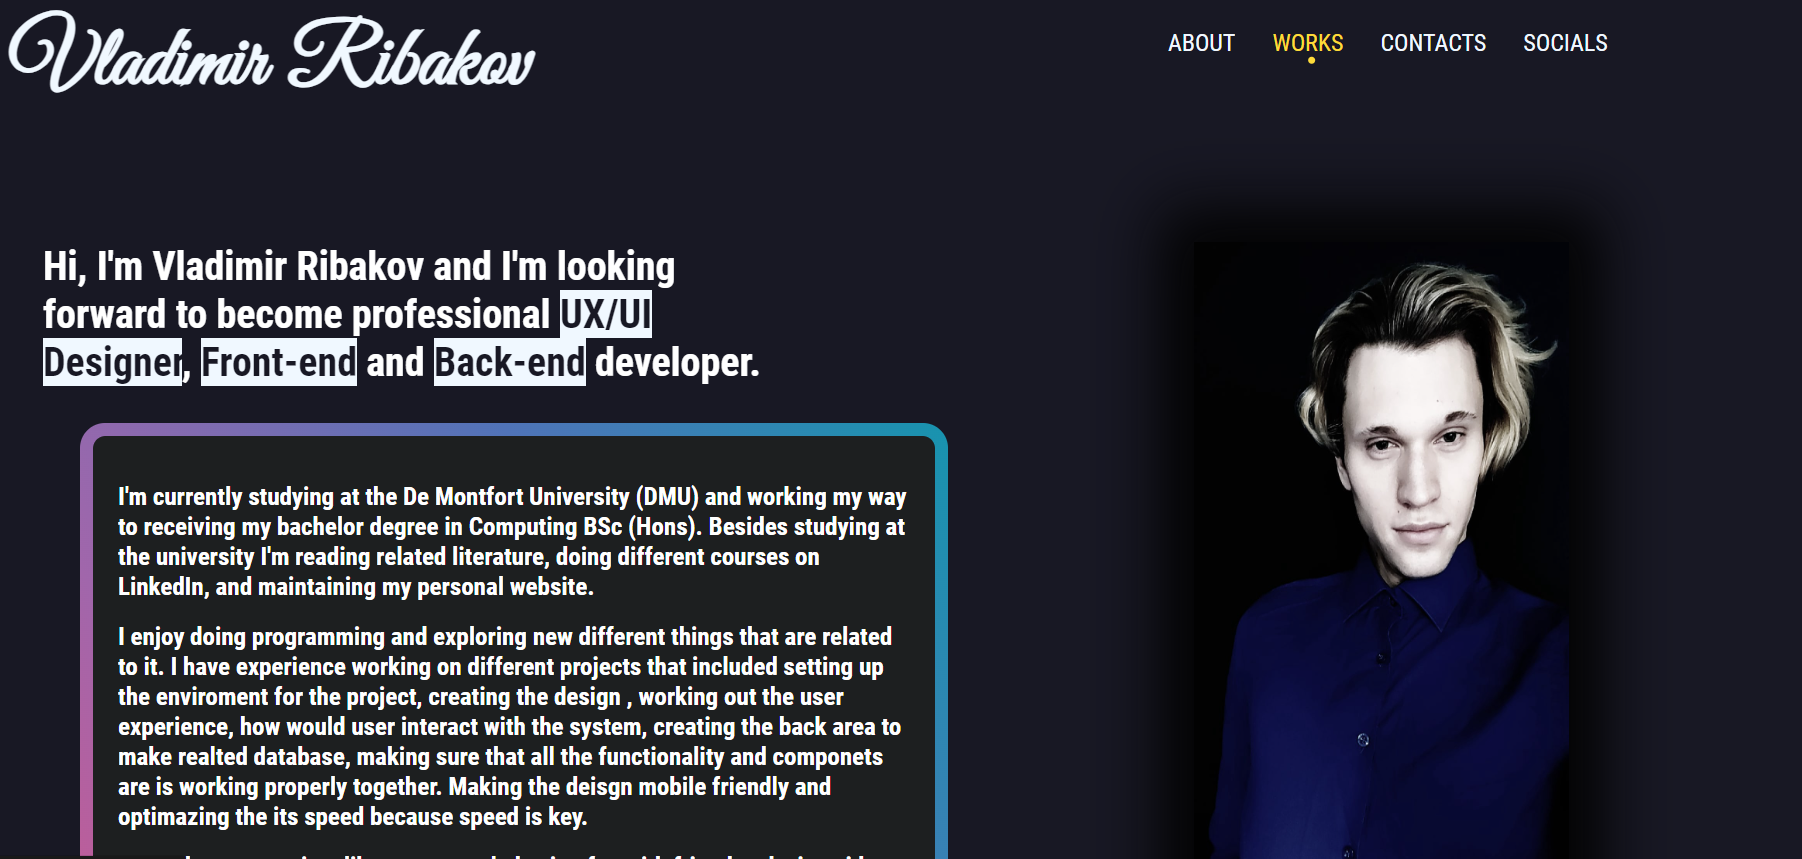 Vladimir Ribakov
ABOUT WORKS CONTACTS SOCIALS
Hi, I'm Vladimir Ribakov and I'm looking
forward to become professional UX/UI
Designer, Front-end and Back-end developer.
I'm currently studying at the De Montfort University (DMU) and working my way
to receiving my bachelor degree in Computing BSc (Hons). Besides studying at
the university I'm reading related literature, doing different courses on
LinkedIn, and maintaining my personal website.
I enjoy doing programming and exploring new different things that are related
to it. I have experience working on different projects that included setting up
the enviroment for the project, creating the design , working out the user
experience, how would user interact with the system, creating the back area to
make realted database, making sure that all the functionality and componets
are is working properly together. Making the deisgn mobile friendly and
optimazing the its speed because speed is key.